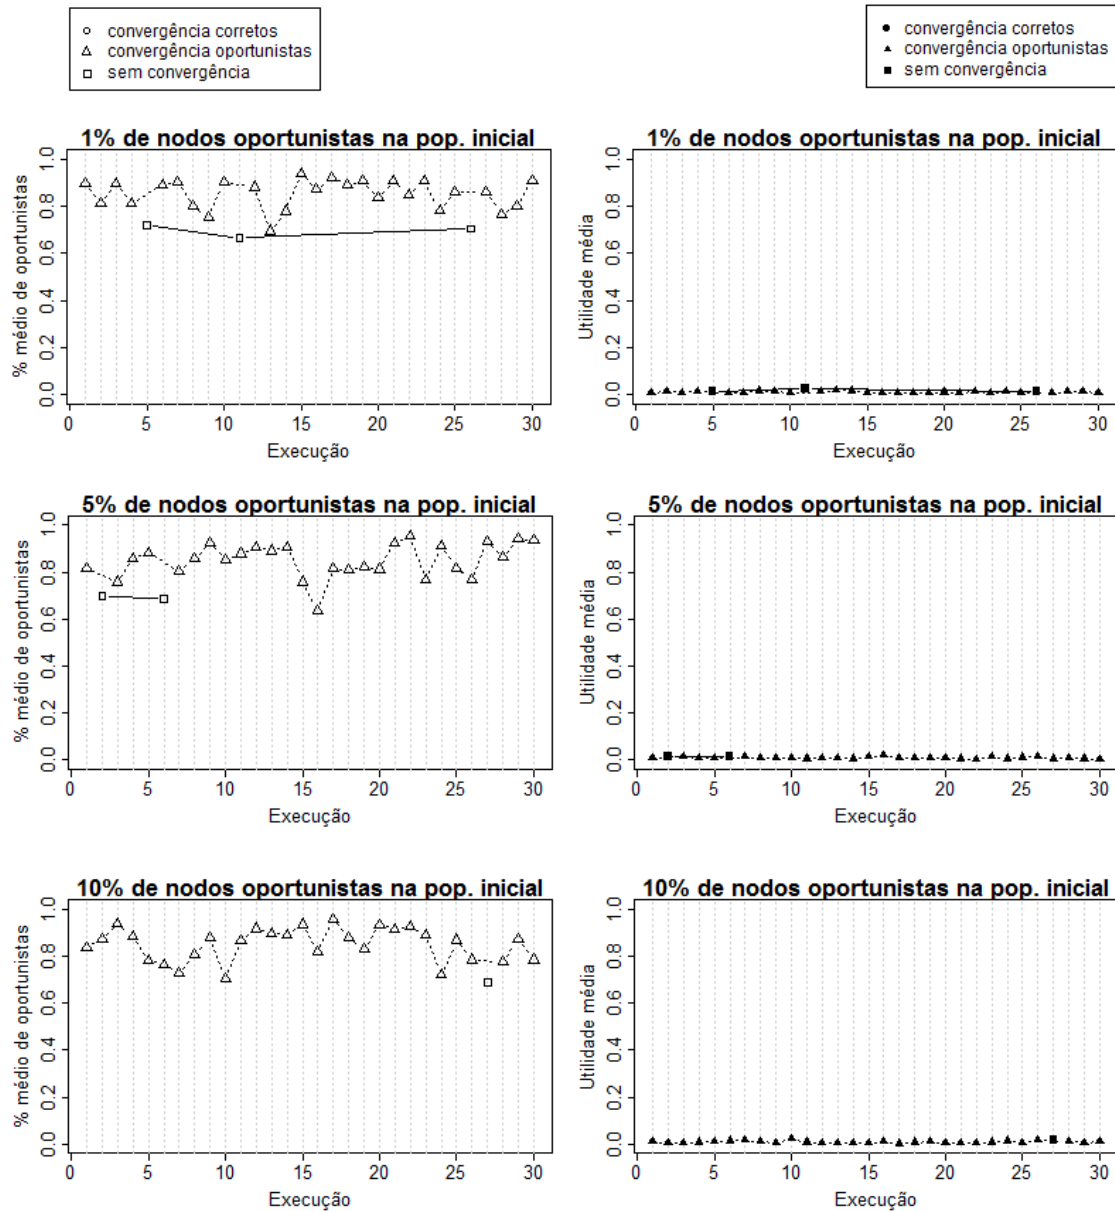 convergência corretos
convergência oportunistas
sem convergência
convergência corretos
convergência oportunistas
sem convergência
1% de nodos oportunistas na pop. inicial
% médio de oportunistas
0.0 0.2 0.4 0.6 0.8 1.0
0 5 10 15 20 25 30
Execução
1% de nodos oportunistas na pop. inicial
Utilidade média
0.0 0.2 0.4 0.6 0.8 1.0
0 5 10 15 20 25 30
Execução
5% de nodos oportunistas na pop. inicial
% médio de oportunistas
0.0 0.2 0.4 0.6 0.8 1.0
0 5 10 15 20 25 30
Execução
5% de nodos oportunistas na pop. inicial
Utilidade média
0.0 0.2 0.4 0.6 0.8 1.0
0 5 10 15 20 25 30
Execução
10% de nodos oportunistas na pop. inicial
% médio de oportunistas
0.0 0.2 0.4 0.6 0.8 1.0
0 5 10 15 20 25 30
Execução
10% de nodos oportunistas na pop. inicial
Utilidade média
0.0 0.2 0.4 0.6 0.8 1.0
0 5 10 15 20 25 30
Execução